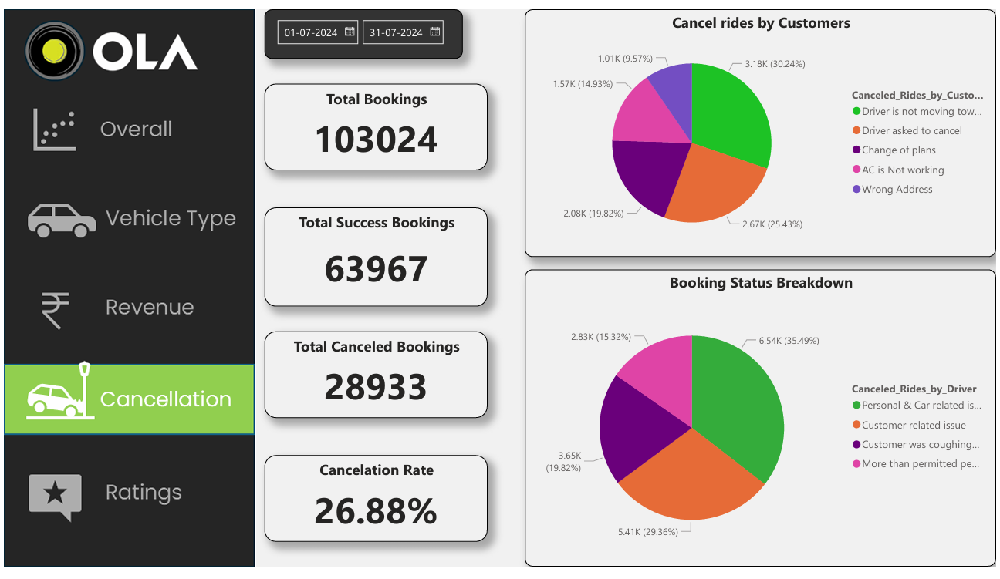 OLA
Overall
Vehicle Type
Revenue
Cancellation
Ratings
01-07-2024 31-07-2024
Total Bookings
103024
Total Success Bookings
63967
Total Canceled Bookings
28933
Cancelation Rate
26.88%
Cancel rides by Customers
1.01K (9.57%)
3.18K (30.24%)
1.57K (14.93%)
2.08K (19.82%)
2.67K (25.43%)
Canceled_Rides_by_Custo...
Driver is not moving tow...
Driver asked to cancel
Change of plans
AC is Not working
Wrong Address
Booking Status Breakdown
2.83K (15.32%)
6.54K (35.49%)
3.65K
(19.82%)
5.41K (29.36%)
Canceled_Rides_by_Driver
Personal & Car related is...
Customer related issue
Customer was coughing...
More than permitted pe...